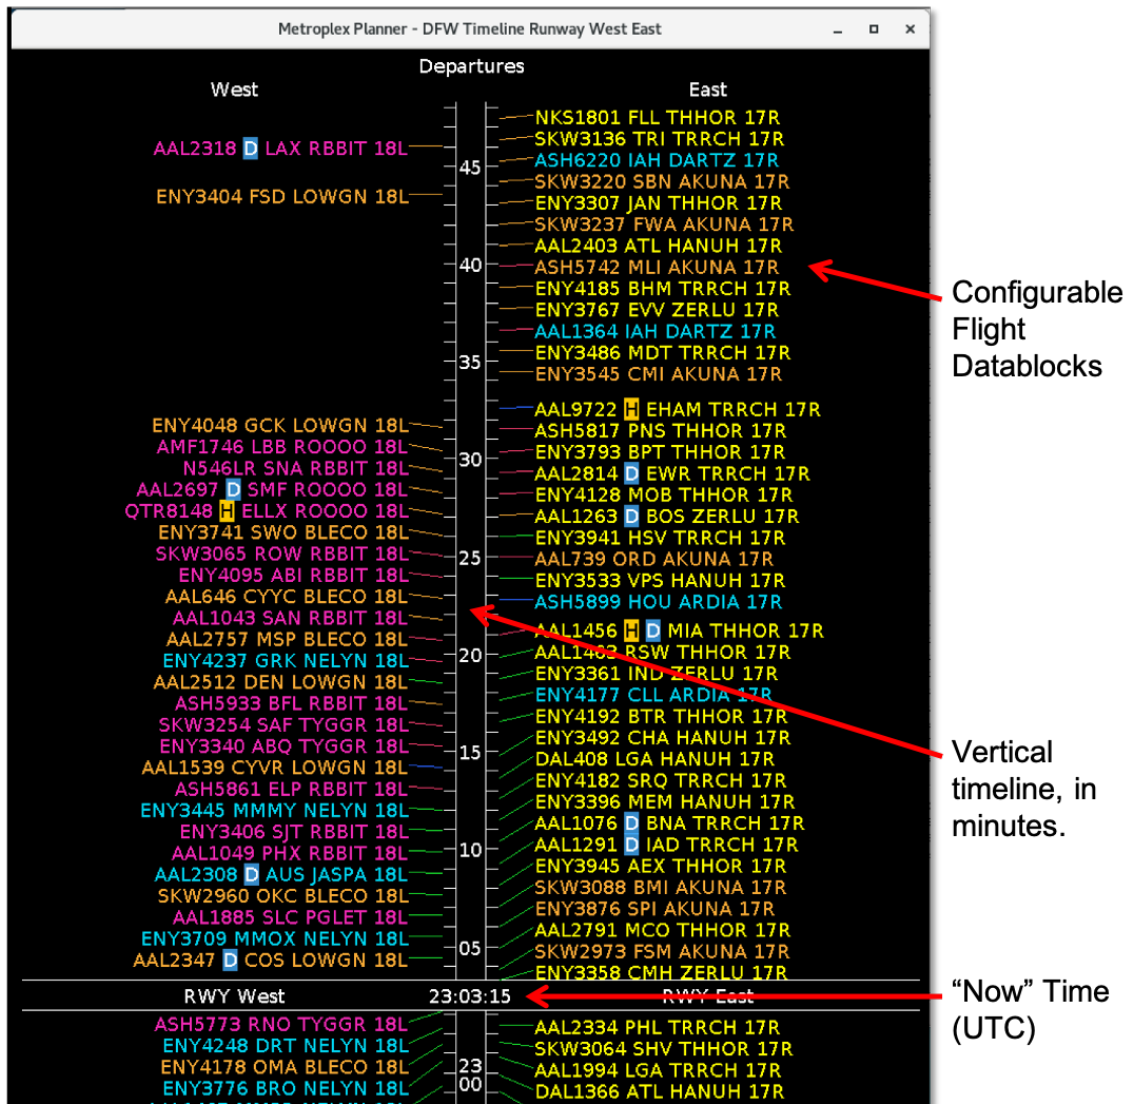 Metroplex Planner - DFW Timeline Runway West East
Departures
West
East
AAL2318 D LAX RBBIT 18L
ENY3404 FSD LOWGN 18L
ENY4048 GCK LOWGN 18L
AMF1746 LBB ROOOO 18L
N546LR SNA RBBIT 18L
AAL2697 D SMF ROOOO 18L
QTR8148 H ELLX ROOOO 18L
ENY3741 SWO BLECO 18L
SKW3065 ROW RBBIT 18L
ENY4095 ABI RBBIT 18L
AAL646 CYYC BLECO 18L
AAL1043 SAN RBBIT 18L
AAL2757 MSP BLECO 18L
ENY4237 GRK NELYN 18L
AAL2512 DEN LOWGN 18L
ASH5933 BFL RBBIT 18L
SKW3254 SAF TYGGR 18L
ENY3340 ABQ TYGGR 18L
AAL1539 CYVR LOWGN 18L
ASH5861 ELP RBBIT 18L
ENY3445 MMMY NELYN 18L
ENY3406 SJT RBBIT 18L
AAL1049 PHX RBBIT 18L
AAL2308 D AUS JASPA 18L
SKW2960 OKC BLECO 18L
AAL1885 SLC PGLET 18L
ENY3709 MMOX NELYN 18L
AAL2347 D COS LOWGN 18L
45
40
35
30
25
20
15
10
05
NKS1801 FLL THHOR 17R
SKW3136 TRI TRRCH 17R
ASH6220 IAH DARTZ 17R
SKW3220 SBN AKUNA 17R
ENY3307 JAN THHOR 17R
SKW3237 FWA AKUNA 17R
AAL2403 ATL HANUH 17R
ASH5742 MLI AKUNA 17R
ENY4185 BHM TRRCH 17R
ENY3767 EVV ZERLU 17R
AAL1364 IAH DARTZ 17R
ENY3486 MDT TRRCH 17R
ENY3545 CMI AKUNA 17R
AAL9722 H EHAM TRRCH 17R
ASH5817 PNS THHOR 17R
ENY3793 BPT THHOR 17R
AAL2814 D EWR TRRCH 17R
ENY4128 MOB THHOR 17R
AAL1263 D BOS ZERLU 17R
ENY3941 HSV TRRCH 17R
AAL739 ORD AKUNA 17R
ENY3533 VPS HANUH 17R
ASH5899 HOU ARDIA 17R
AAL1456 H D MIA THHOR 17R
AAL1463 RSW THHOR 17R
ENY3361 IND ZERLU 17R
ENY4177 CLL ARDIA 17R
ENY4192 BTR THHOR 17R
ENY3492 CHA HANUH 17R
DAL408 LGA HANUH 17R
ENY4182 SRQ TRRCH 17R
ENY3396 MEM HANUH 17R
AAL1076 D BNA TRRCH 17R
AAL1291 D IAD TRRCH 17R
ENY3945 AEX THHOR 17R
SKW3088 BMI AKUNA 17R
ENY3876 SPI AKUNA 17R
AAL2791 MCO THHOR 17R
SKW2973 FSM AKUNA 17R
ENY3358 CMH ZERLU 17R
RWY West
23:03:15
RWY East
ASH5773 RNO TYGGR 18L
ENY4248 DRT NELYN 18L
ENY4178 OMA BLECO 18L
ENY3776 BRO NELYN 18L
23
00
AAL2334 PHL TRRCH 17R
SKW3064 SHV THHOR 17R
AAL1994 LGA TRRCH 17R
DAL1366 ATL HANUH 17R
Configurable
Flight
Datablocks
Vertical
timeline, in
minutes.
“Now” Time
(UTC)